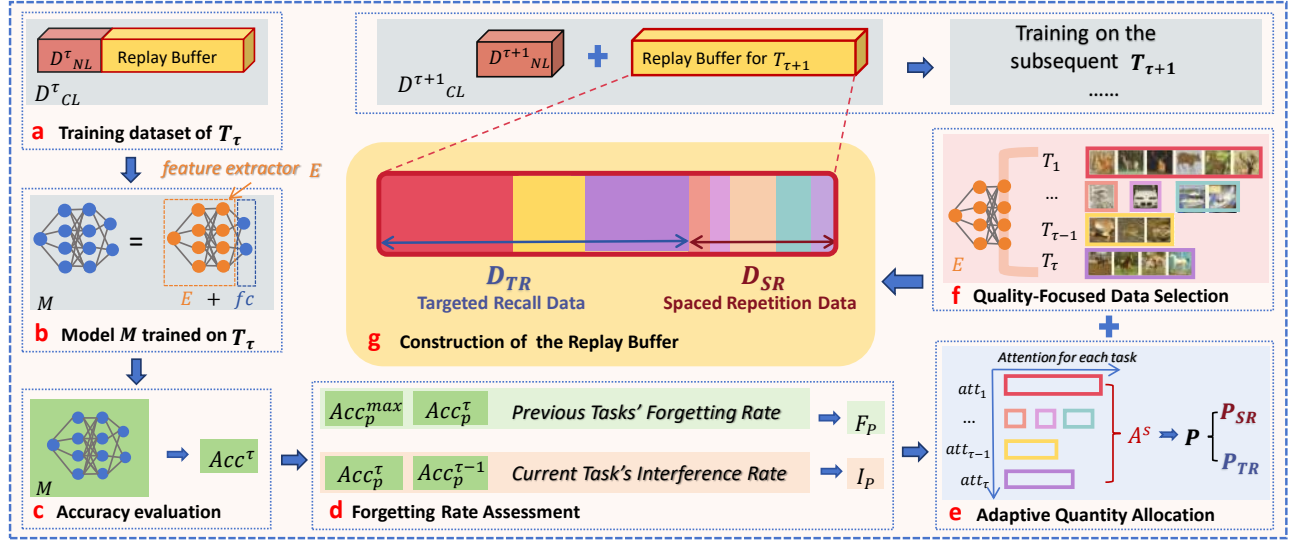 D^τ_NL
Replay Buffer
D^τ_CL
a Training dataset of T_τ
D^{τ+1}_NL
+
Replay Buffer for T_{τ+1}
D^{τ+1}_CL
Training on the
subsequent T_{τ+1}
......
feature extractor E
=
M
E + fc
b Model M trained on T_τ
M
Acc^τ
c Accuracy evaluation
Acc_p^max
Acc_p^τ
Previous Tasks' Forgetting Rate
F_P
Acc_p^τ
Acc_p^{τ-1}
Current Task's Interference Rate
I_P
d Forgetting Rate Assessment
Attention for each task
att_1
...
att_{τ-1}
att_τ
A^s
P
P_SR
P_TR
e Adaptive Quantity Allocation
+
T_1
...
T_{τ-1}
T_τ
E
f Quality-Focused Data Selection
D_TR
Targeted Recall Data
D_SR
Spaced Repetition Data
g Construction of the Replay Buffer